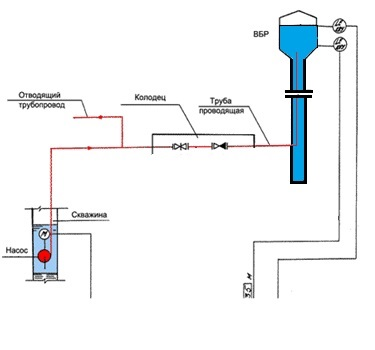 ВБР
Отводящий
трубопровод
Колодец
Труба
проводящая
Скважина
Насос